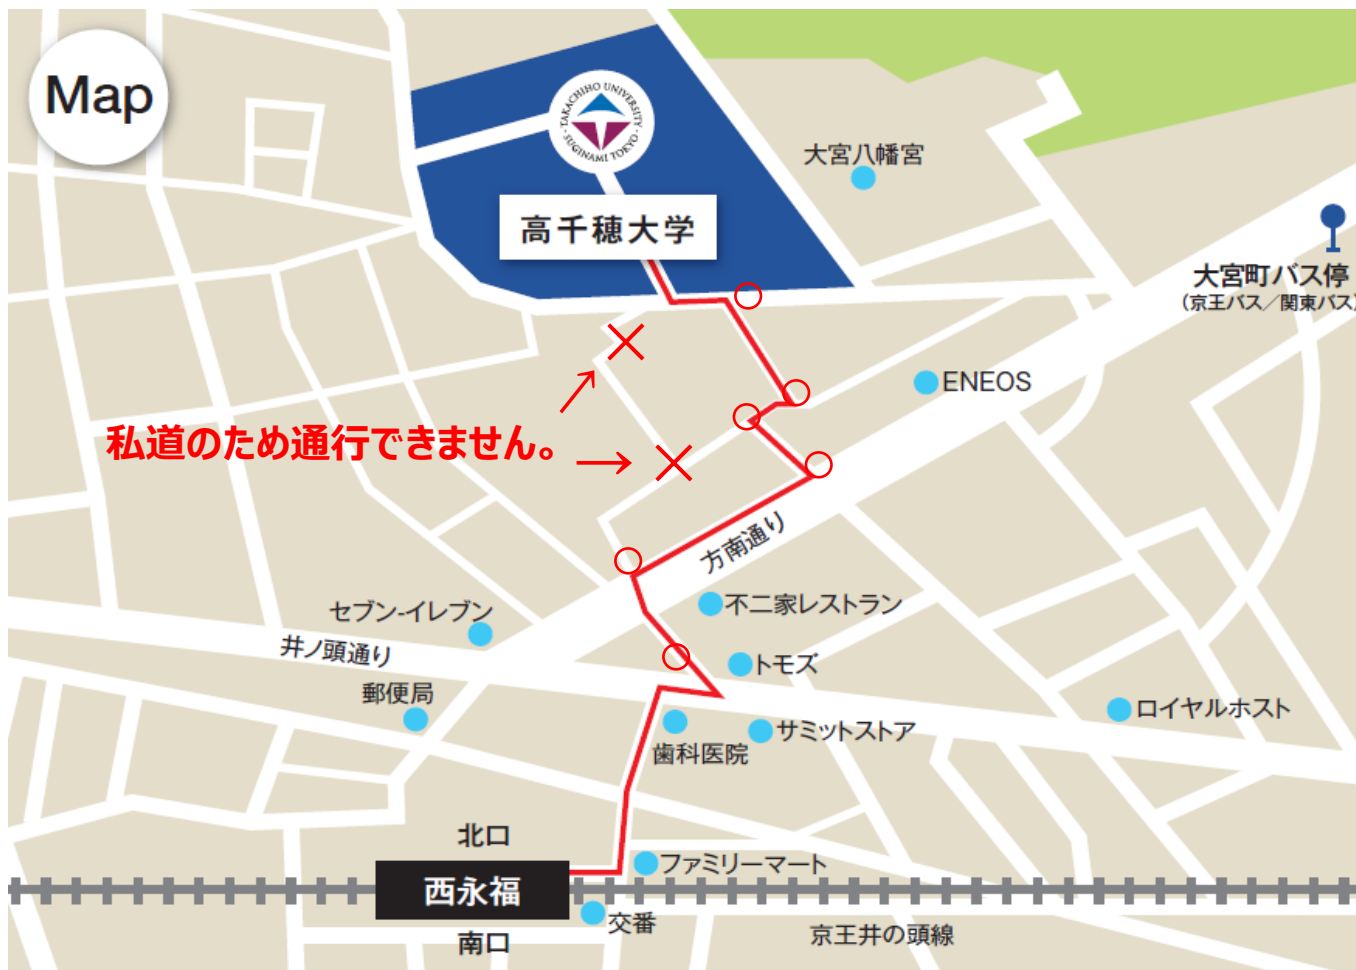 Map
TAKACHIHO UNIVERSITY
SUGINAMI TOKYO
高千穂大学
大宮八幡宮
大宮町バス停
(京王バス／関東バス)
ENEOS
私道のため通行できません。
方南通り
セブン-イレブン
不二家レストラン
井ノ頭通り
トモズ
郵便局
ロイヤルホスト
サミットストア
歯科医院
北口
ファミリーマート
西永福
交番
南口
京王井の頭線